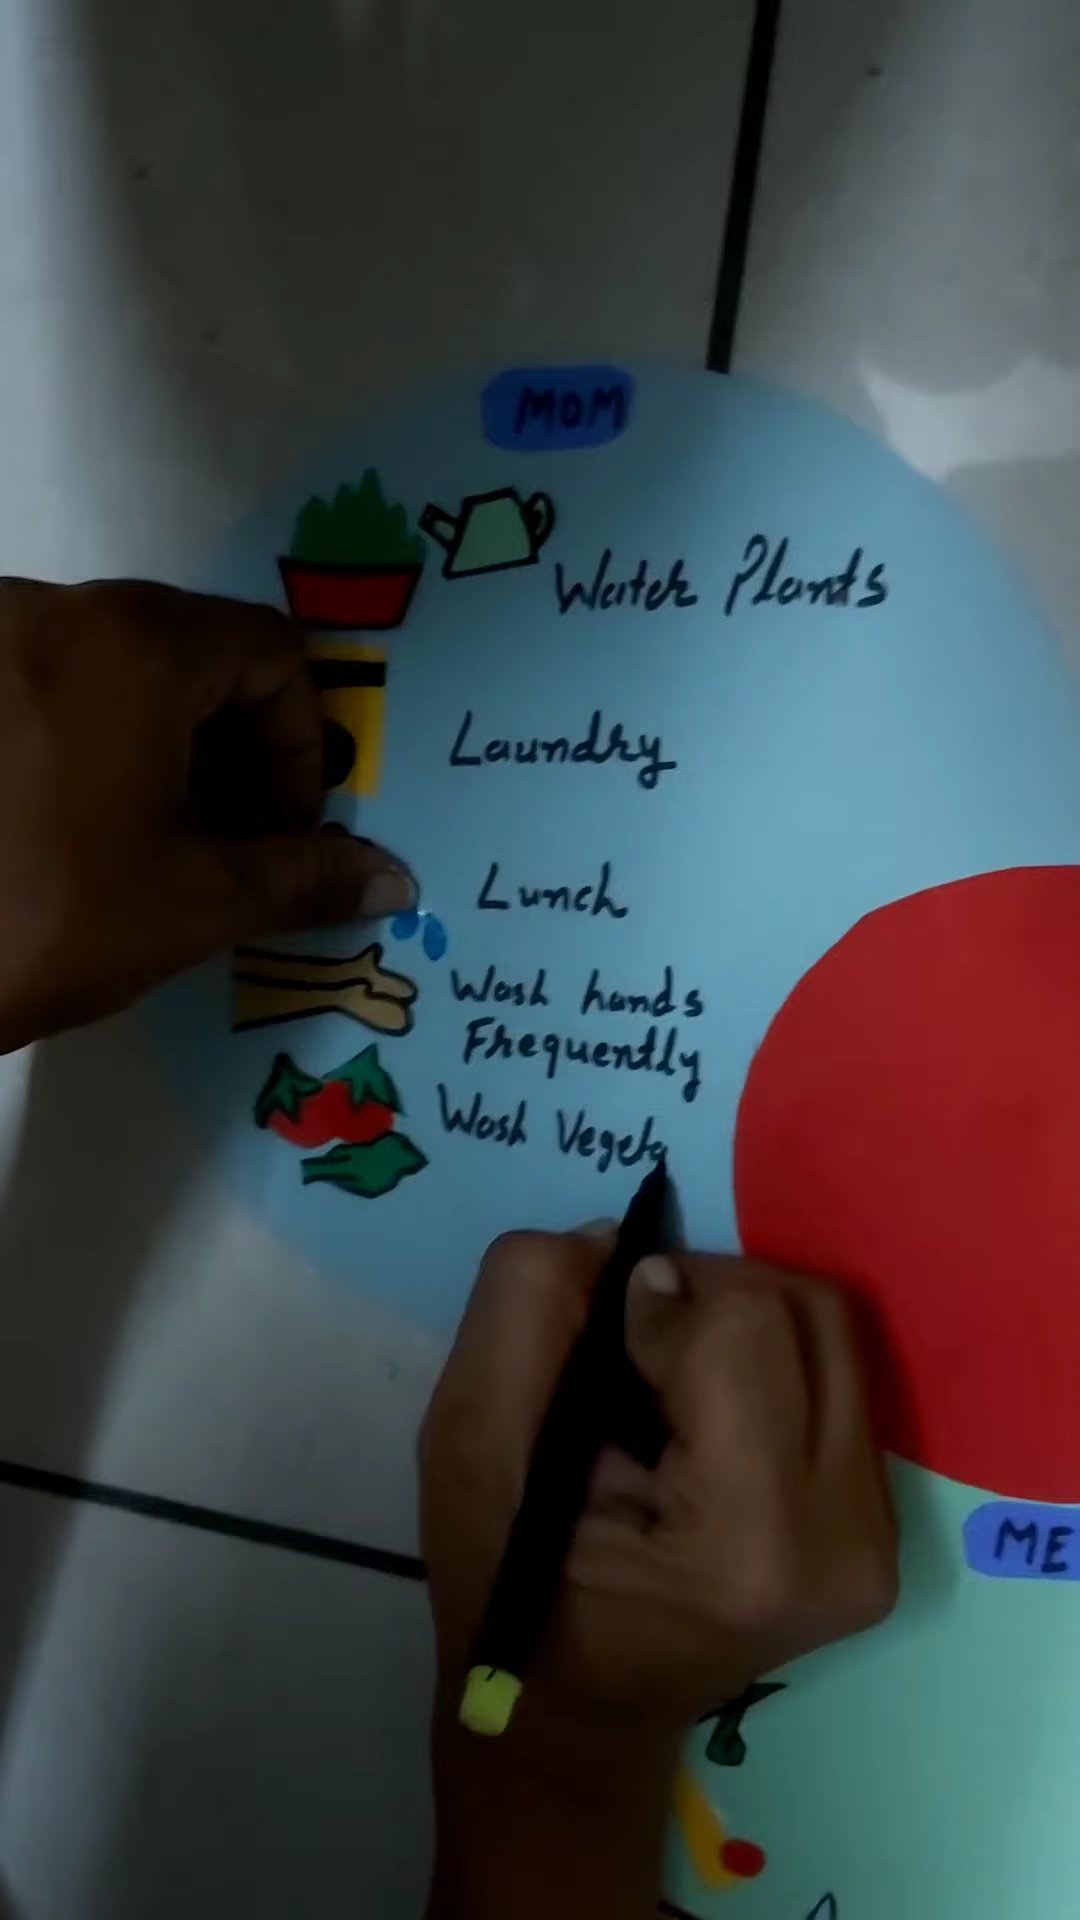 MOM
Water Plants
Laundry
Lunch
Wash hands
Frequently
Wash Vegeta
ME